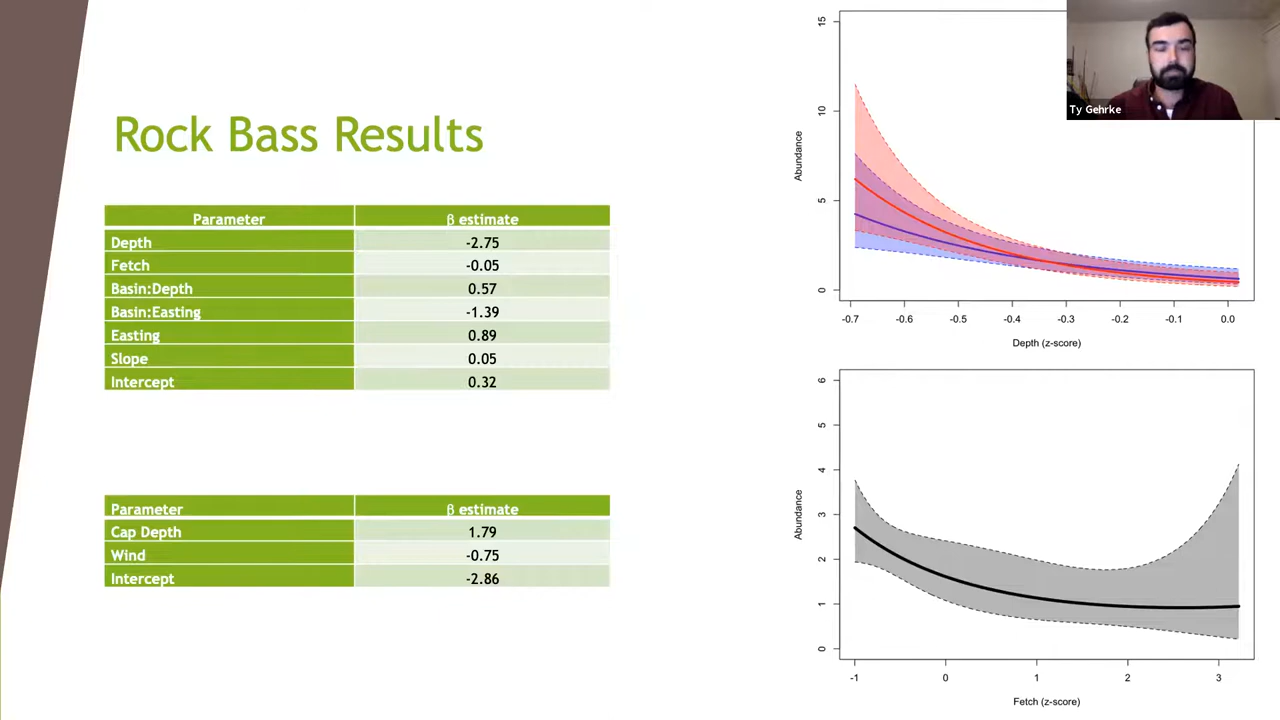 Rock Bass Results
Parameter β estimate
Depth -2.75
Fetch -0.05
Basin:Depth 0.57
Basin:Easting -1.39
Easting 0.89
Slope 0.05
Intercept 0.32
Parameter β estimate
Cap Depth 1.79
Wind -0.75
Intercept -2.86
Abundance
15
10
5
0
-0.7 -0.6 -0.5 -0.4 -0.3 -0.2 -0.1 0.0
Depth (z-score)
Abundance
6
5
4
3
2
1
0
-1 0 1 2 3
Fetch (z-score)
Ty Gehrke